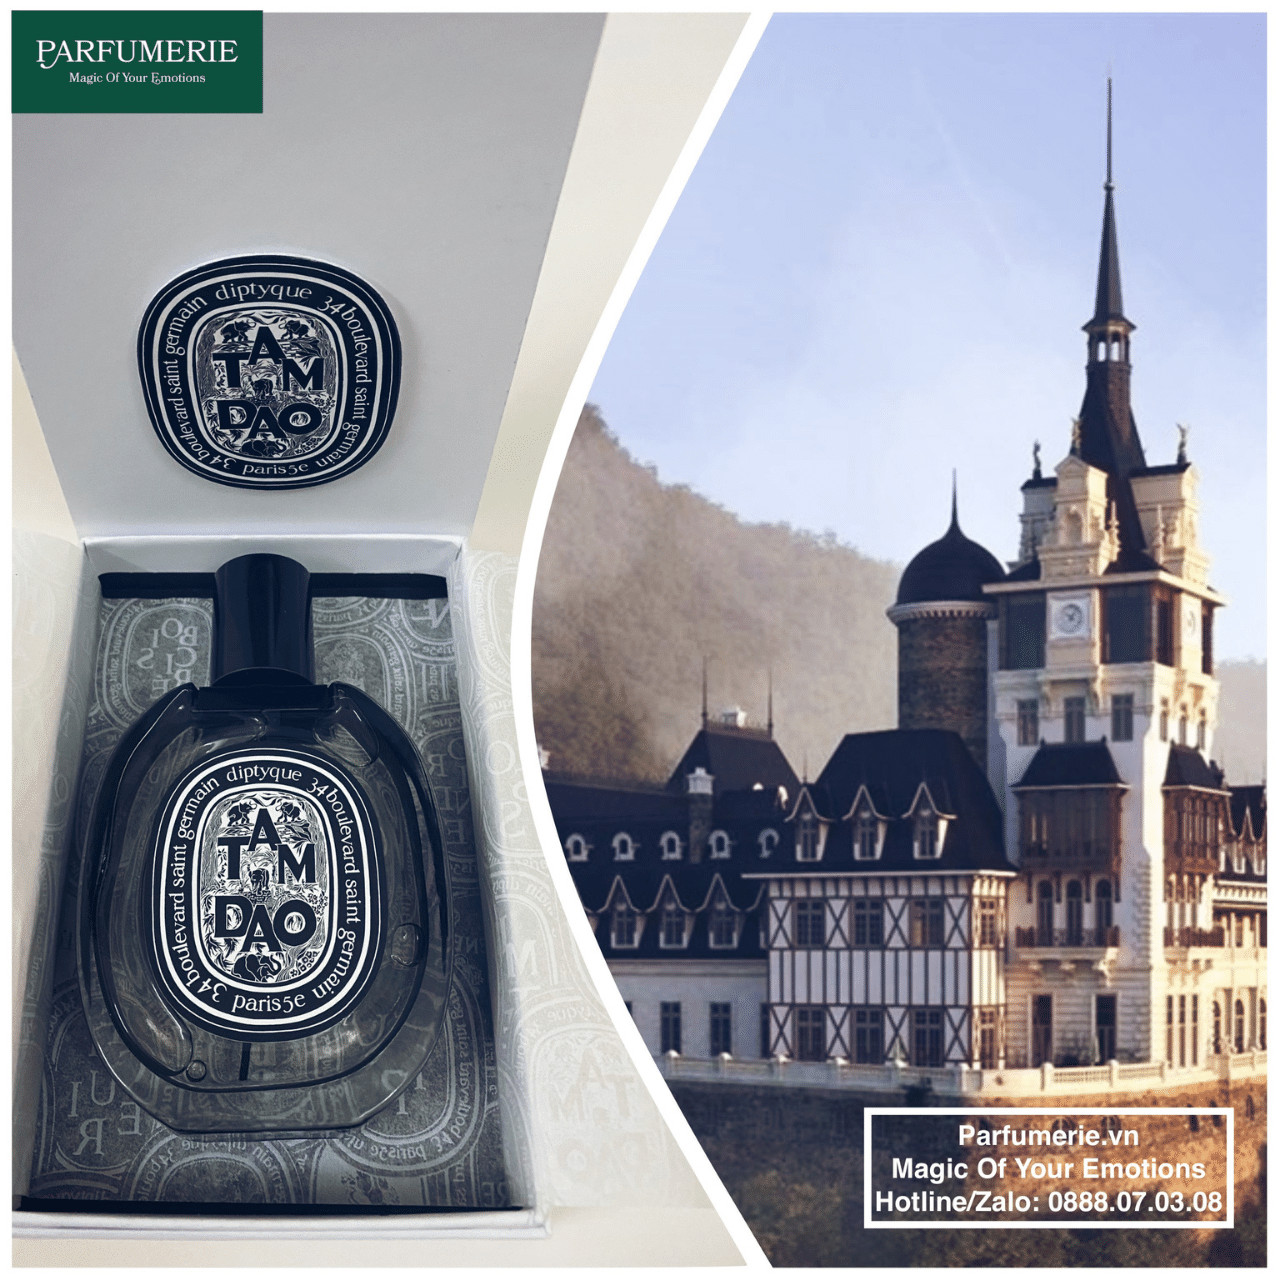 PARFUMERIE
Magic Of Your Emotions
diptyque 34 boulevard saint germain paris5e 34 boulevard saint germain
TAM
DAO
diptyque 34 boulevard saint germain paris5e 34 boulevard saint germain
TAM
DAO
Parfumerie.vn
Magic Of Your Emotions
Hotline/Zalo: 0888.07.03.08